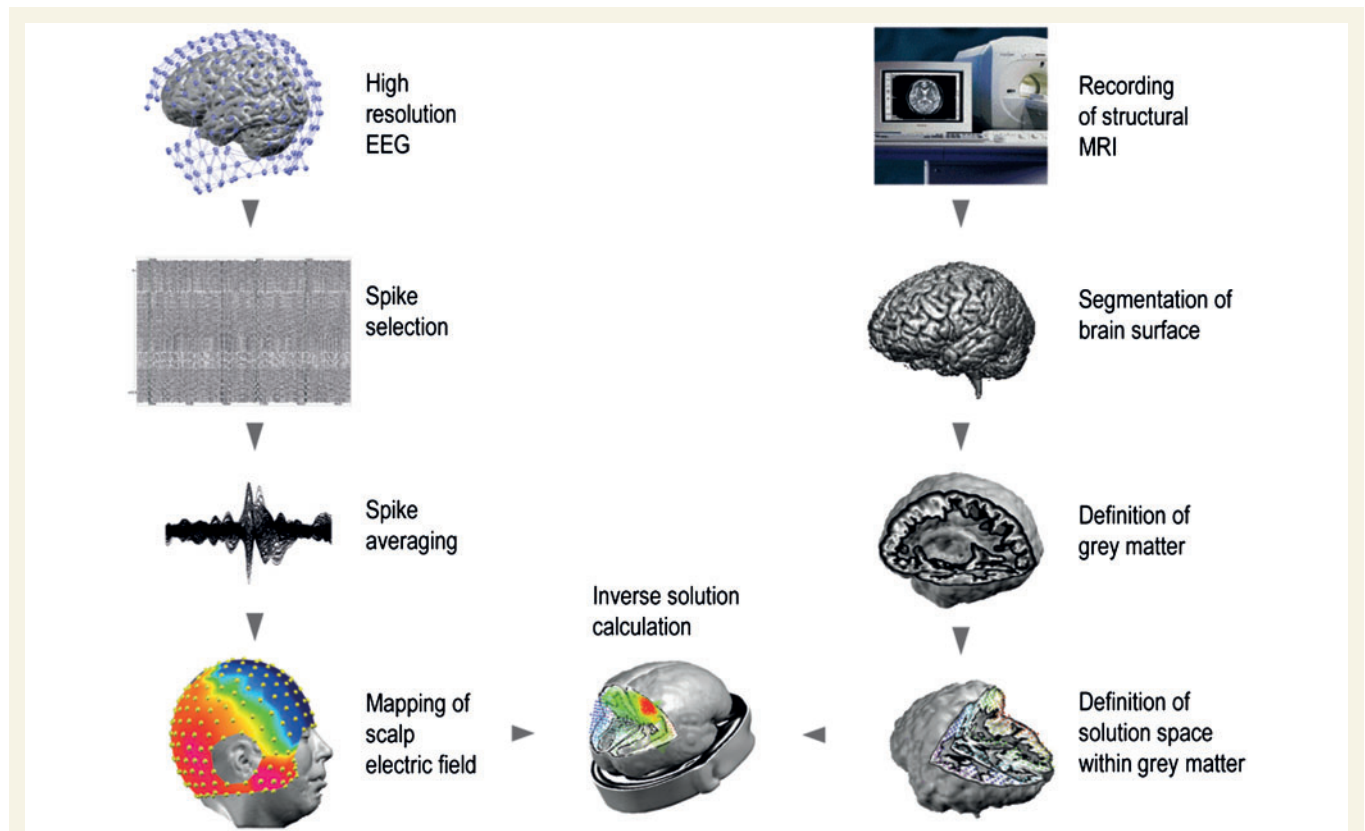 High
resolution
EEG
Spike
selection
Spike
averaging
Mapping of
scalp
electric field
Inverse solution
calculation
Recording
of structural
MRI
Segmentation of
brain surface
Definition of
grey matter
Definition of
solution space
within grey matter